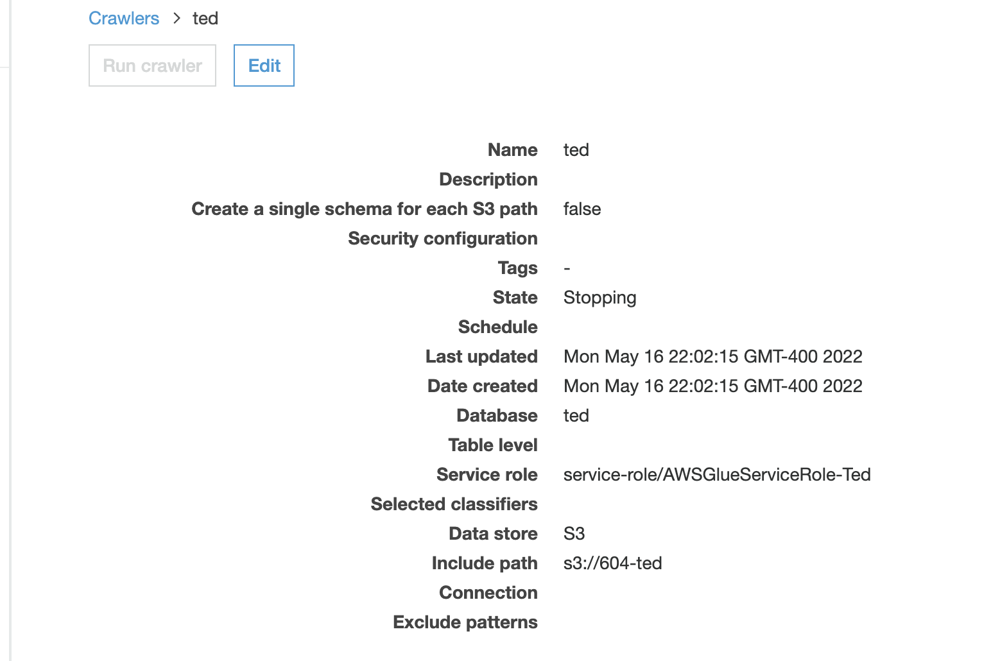 Crawlers > ted
Run crawler Edit
Name ted
Description
Create a single schema for each S3 path false
Security configuration
Tags -
State Stopping
Schedule
Last updated Mon May 16 22:02:15 GMT-400 2022
Date created Mon May 16 22:02:15 GMT-400 2022
Database ted
Table level
Service role service-role/AWSGlueServiceRole-Ted
Selected classifiers
Data store S3
Include path s3://604-ted
Connection
Exclude patterns